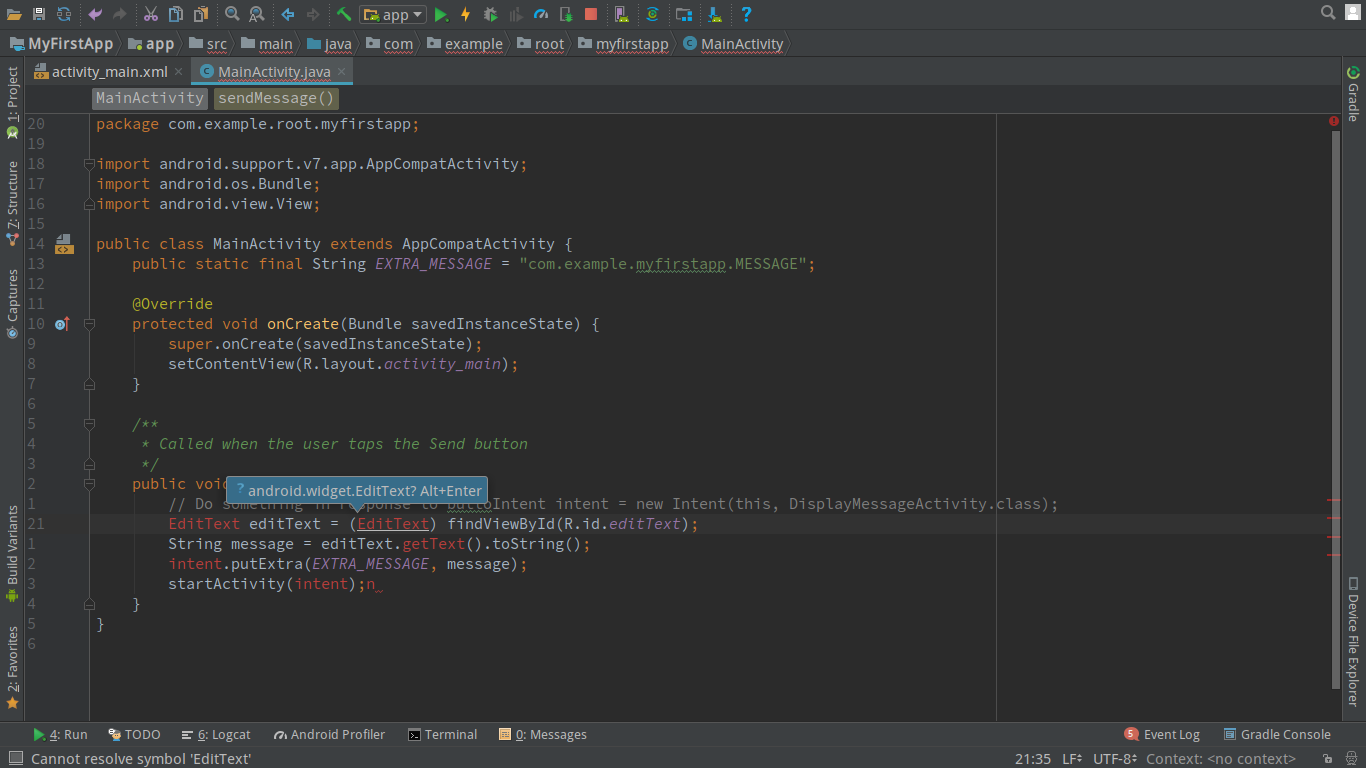 app
MyFirstApp app src main java com example root myfirstapp MainActivity
activity_main.xml MainActivity.java
MainActivity sendMessage()
1: Project
7: Structure
Captures
Build Variants
2: Favorites
20 package com.example.root.myfirstapp;
19
18 import android.support.v7.app.AppCompatActivity;
17 import android.os.Bundle;
16 import android.view.View;
15
14 public class MainActivity extends AppCompatActivity {
13 public static final String EXTRA_MESSAGE = "com.example.myfirstapp.MESSAGE";
12
11 @Override
10 protected void onCreate(Bundle savedInstanceState) {
9 super.onCreate(savedInstanceState);
8 setContentView(R.layout.activity_main);
7 }
6
5 /**
4 * Called when the user taps the Send button
3 */
2 public void
? android.widget.EditText? Alt+Enter
1 // Do something in response to buttoIntent intent = new Intent(this, DisplayMessageActivity.class);
21 EditText editText = (EditText) findViewById(R.id.editText);
1 String message = editText.getText().toString();
2 intent.putExtra(EXTRA_MESSAGE, message);
3 startActivity(intent);n
4 }
5 }
6
Gradle
Device File Explorer
4: Run TODO 6: Logcat Android Profiler Terminal 0: Messages 5 Event Log Gradle Console
Cannot resolve symbol 'EditText' 21:35 LF UTF-8 Context: <no context>